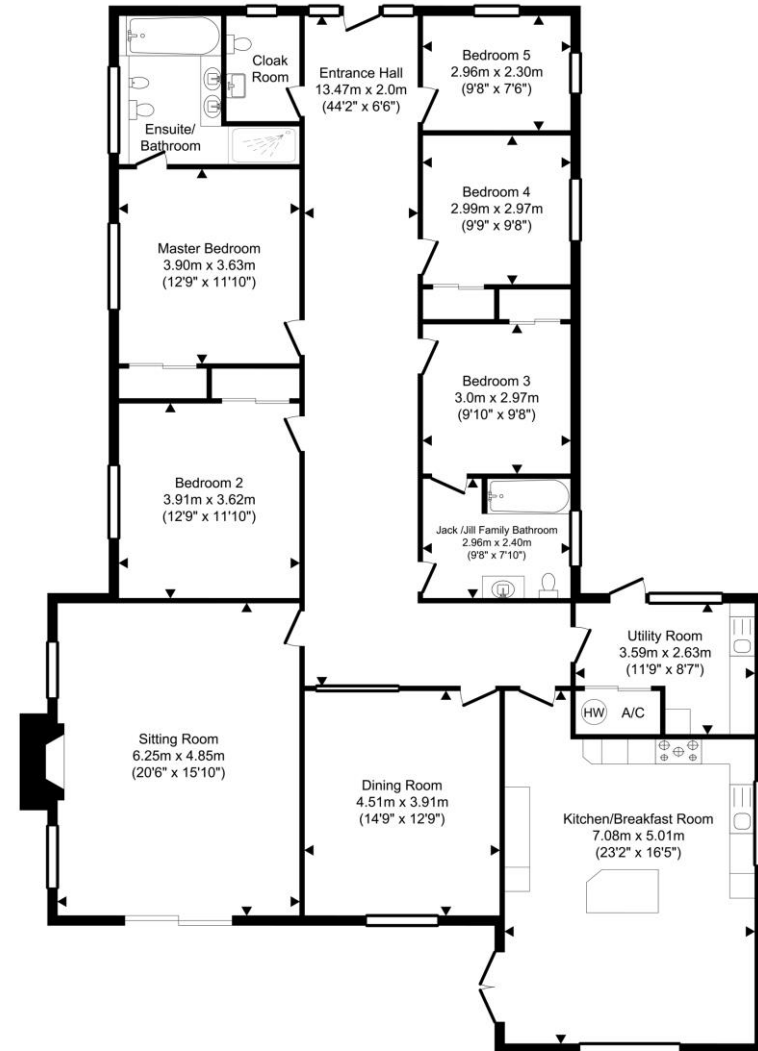 Cloak
Room
Ensuite/
Bathroom
Entrance Hall
13.47m x 2.0m
(44'2" x 6'6")
Bedroom 5
2.96m x 2.30m
(9'8" x 7'6")
Bedroom 4
2.99m x 2.97m
(9'9" x 9'8")
Master Bedroom
3.90m x 3.63m
(12'9" x 11'10")
Bedroom 3
3.0m x 2.97m
(9'10" x 9'8")
Bedroom 2
3.91m x 3.62m
(12'9" x 11'10")
Jack /Jill Family Bathroom
2.96m x 2.40m
(9'8" x 7'10")
Utility Room
3.59m x 2.63m
(11'9" x 8'7")
HW
A/C
Sitting Room
6.25m x 4.85m
(20'6" x 15'10")
Dining Room
4.51m x 3.91m
(14'9" x 12'9")
Kitchen/Breakfast Room
7.08m x 5.01m
(23'2" x 16'5")